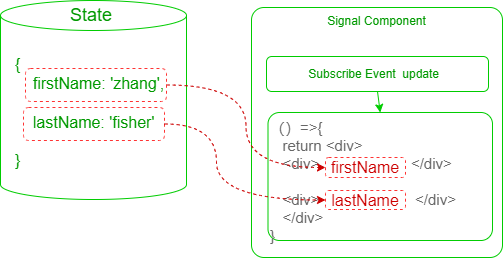 State
{
firstName: 'zhang',
lastName: 'fisher'
}
Signal Component
Subscribe Event update
() =>{
return <div>
<div> firstName </div>
<div> lastName </div>
</div>
}